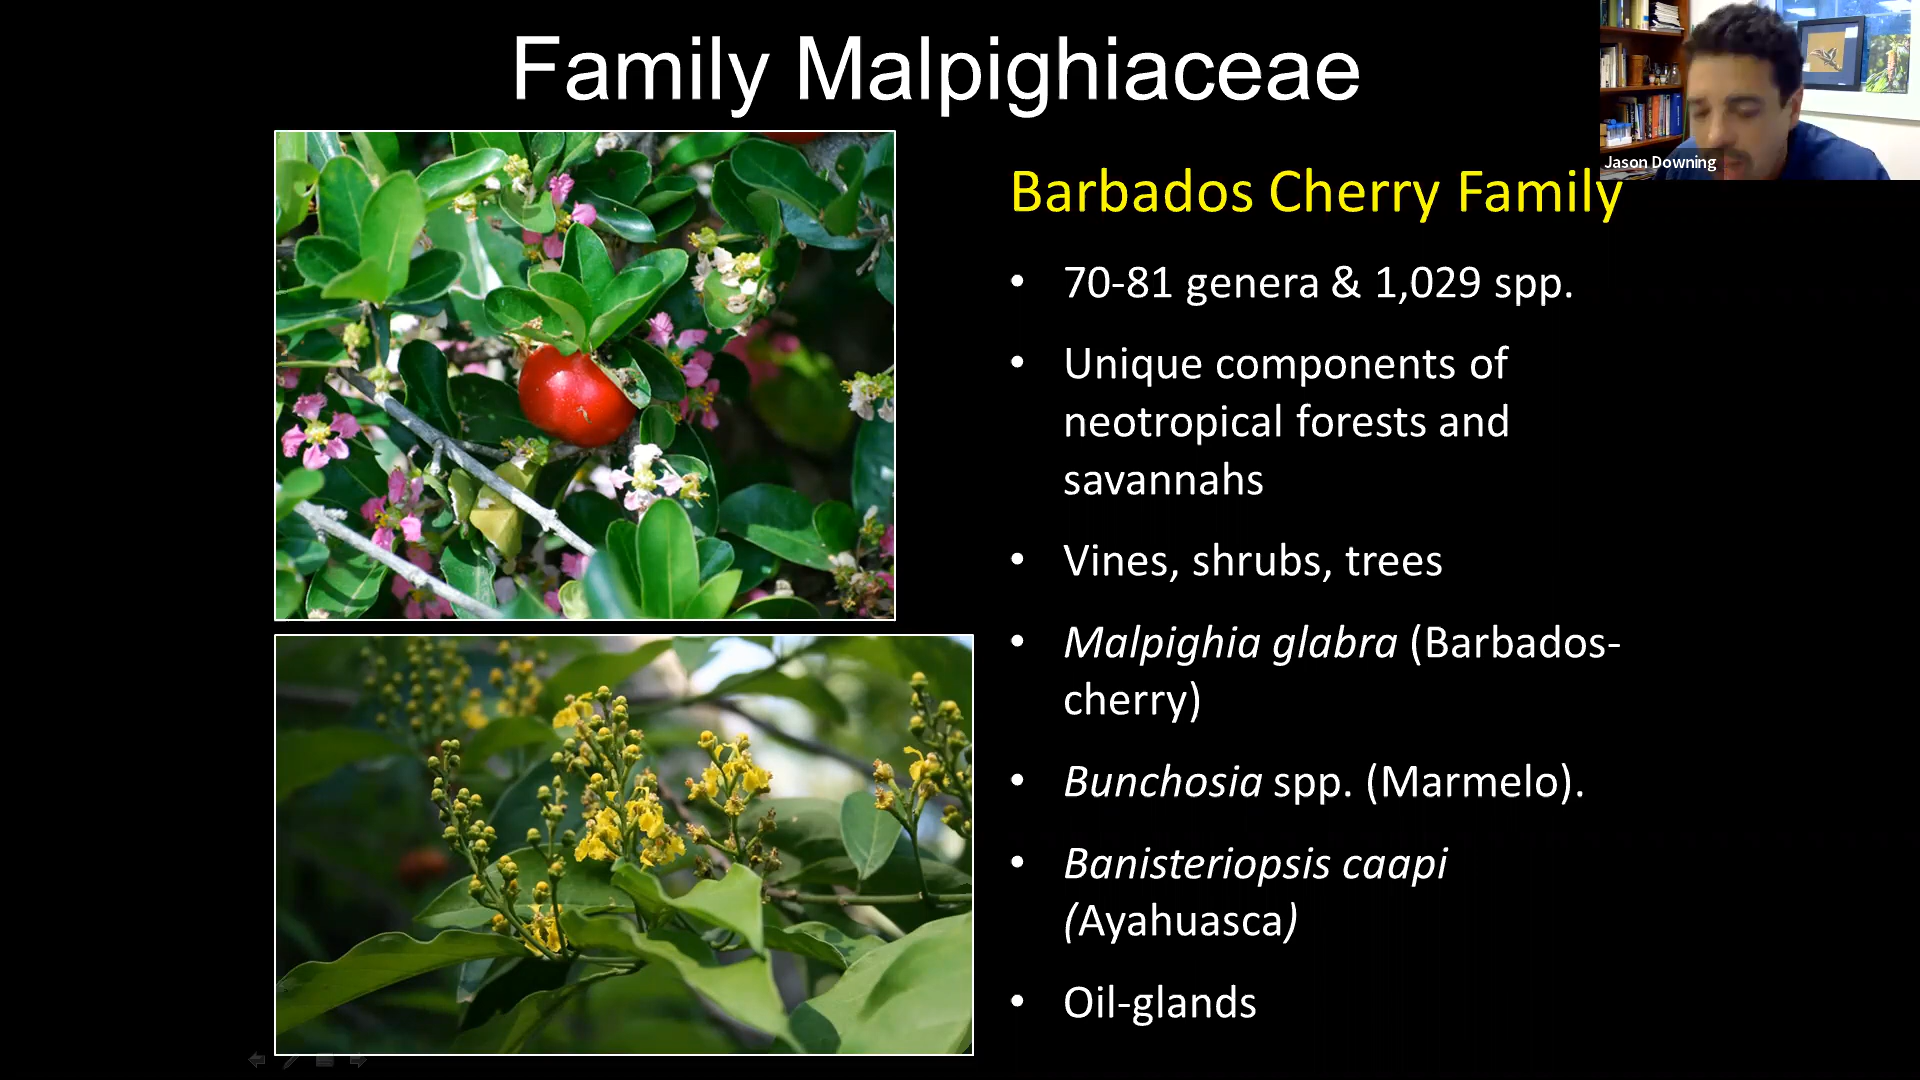 Family Malpighiaceae
Jason Downing
Barbados Cherry Family
• 70-81 genera & 1,029 spp.
• Unique components of
neotropical forests and
savannahs
• Vines, shrubs, trees
• Malpighia glabra (Barbados-
cherry)
• Bunchosia spp. (Marmelo).
• Banisteriopsis caapi
(Ayahuasca)
• Oil-glands